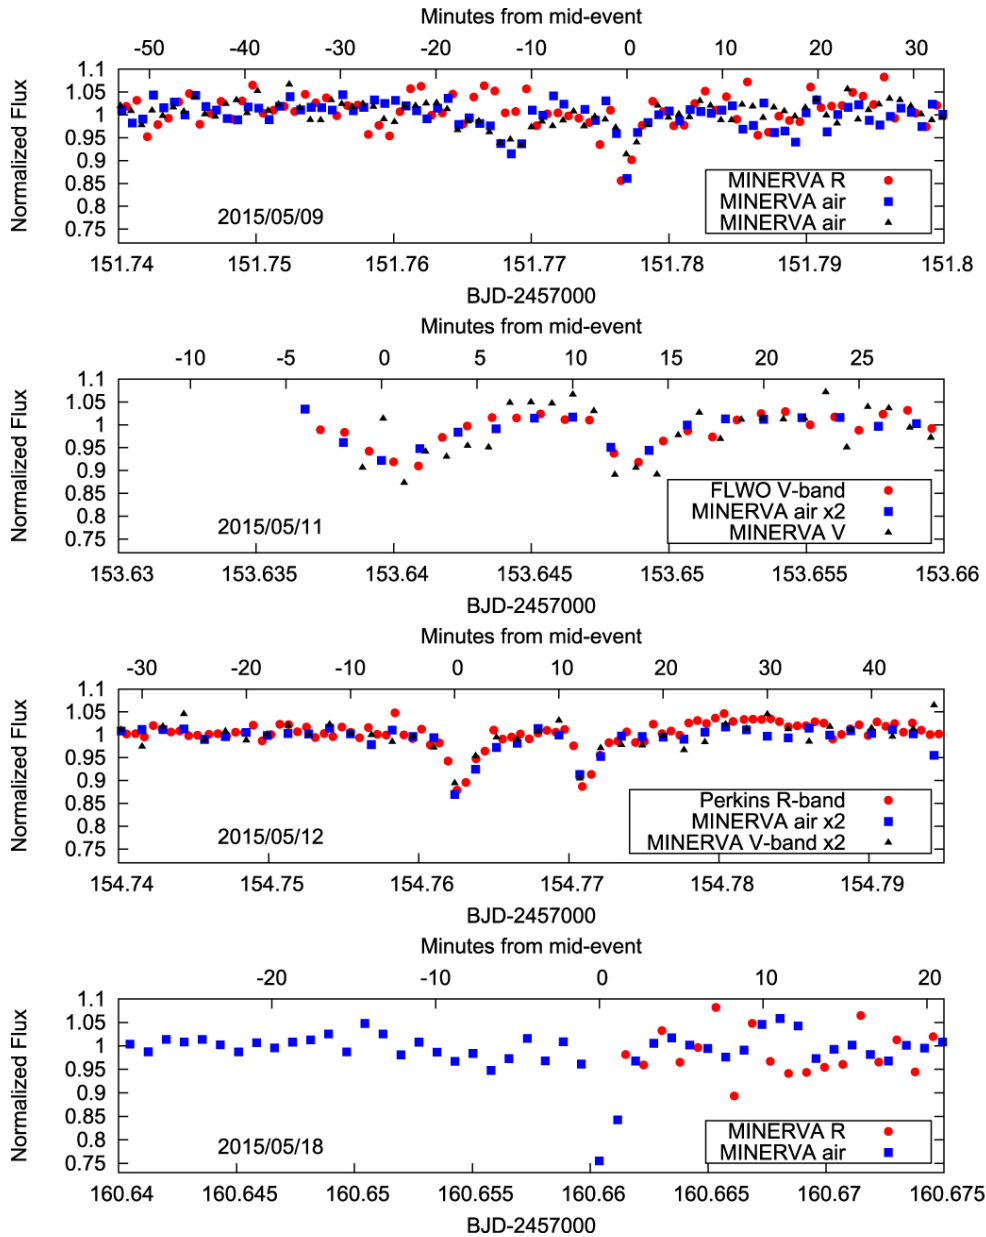 Minutes from mid-event
-50 -40 -30 -20 -10 0 10 20 30
Normalized Flux
1.1
1.05
1
0.95
0.9
0.85
0.8
0.75
MINERVA R
MINERVA air
MINERVA air
2015/05/09
151.74 151.75 151.76 151.77 151.78 151.79 151.8
BJD-2457000
Minutes from mid-event
-10 -5 0 5 10 15 20 25
Normalized Flux
1.1
1.05
1
0.95
0.9
0.85
0.8
0.75
FLWO V-band
MINERVA air x2
MINERVA V
2015/05/11
153.63 153.635 153.64 153.645 153.65 153.655 153.66
BJD-2457000
Minutes from mid-event
-30 -20 -10 0 10 20 30 40
Normalized Flux
1.1
1.05
1
0.95
0.9
0.85
0.8
0.75
Perkins R-band
MINERVA air x2
MINERVA V-band x2
2015/05/12
154.74 154.75 154.76 154.77 154.78 154.79
BJD-2457000
Minutes from mid-event
-20 -10 0 10 20
Normalized Flux
1.1
1.05
1
0.95
0.9
0.85
0.8
0.75
MINERVA R
MINERVA air
2015/05/18
160.64 160.645 160.65 160.655 160.66 160.665 160.67 160.675
BJD-2457000